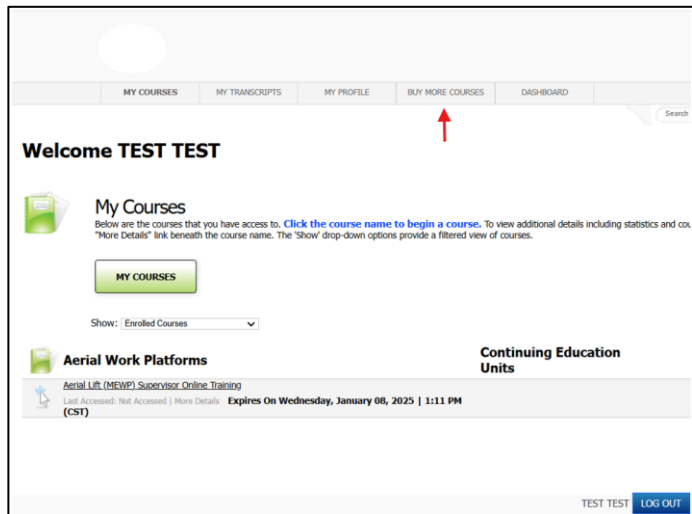 MY COURSES MY TRANSCRIPTS MY PROFILE BUY MORE COURSES DASHBOARD
Search
Welcome TEST TEST
My Courses
Below are the courses that you have access to. Click the course name to begin a course. To view additional details including statistics and cou
"More Details" link beneath the course name. The 'Show' drop-down options provide a filtered view of courses.
MY COURSES
Show: Enrolled Courses
Aerial Work Platforms
Continuing Education
Units
Aerial Lift (MEWP) Supervisor Online Training
Last Accessed: Not Accessed | More Details Expires On Wednesday, January 08, 2025 | 1:11 PM
(CST)
TEST TEST LOG OUT